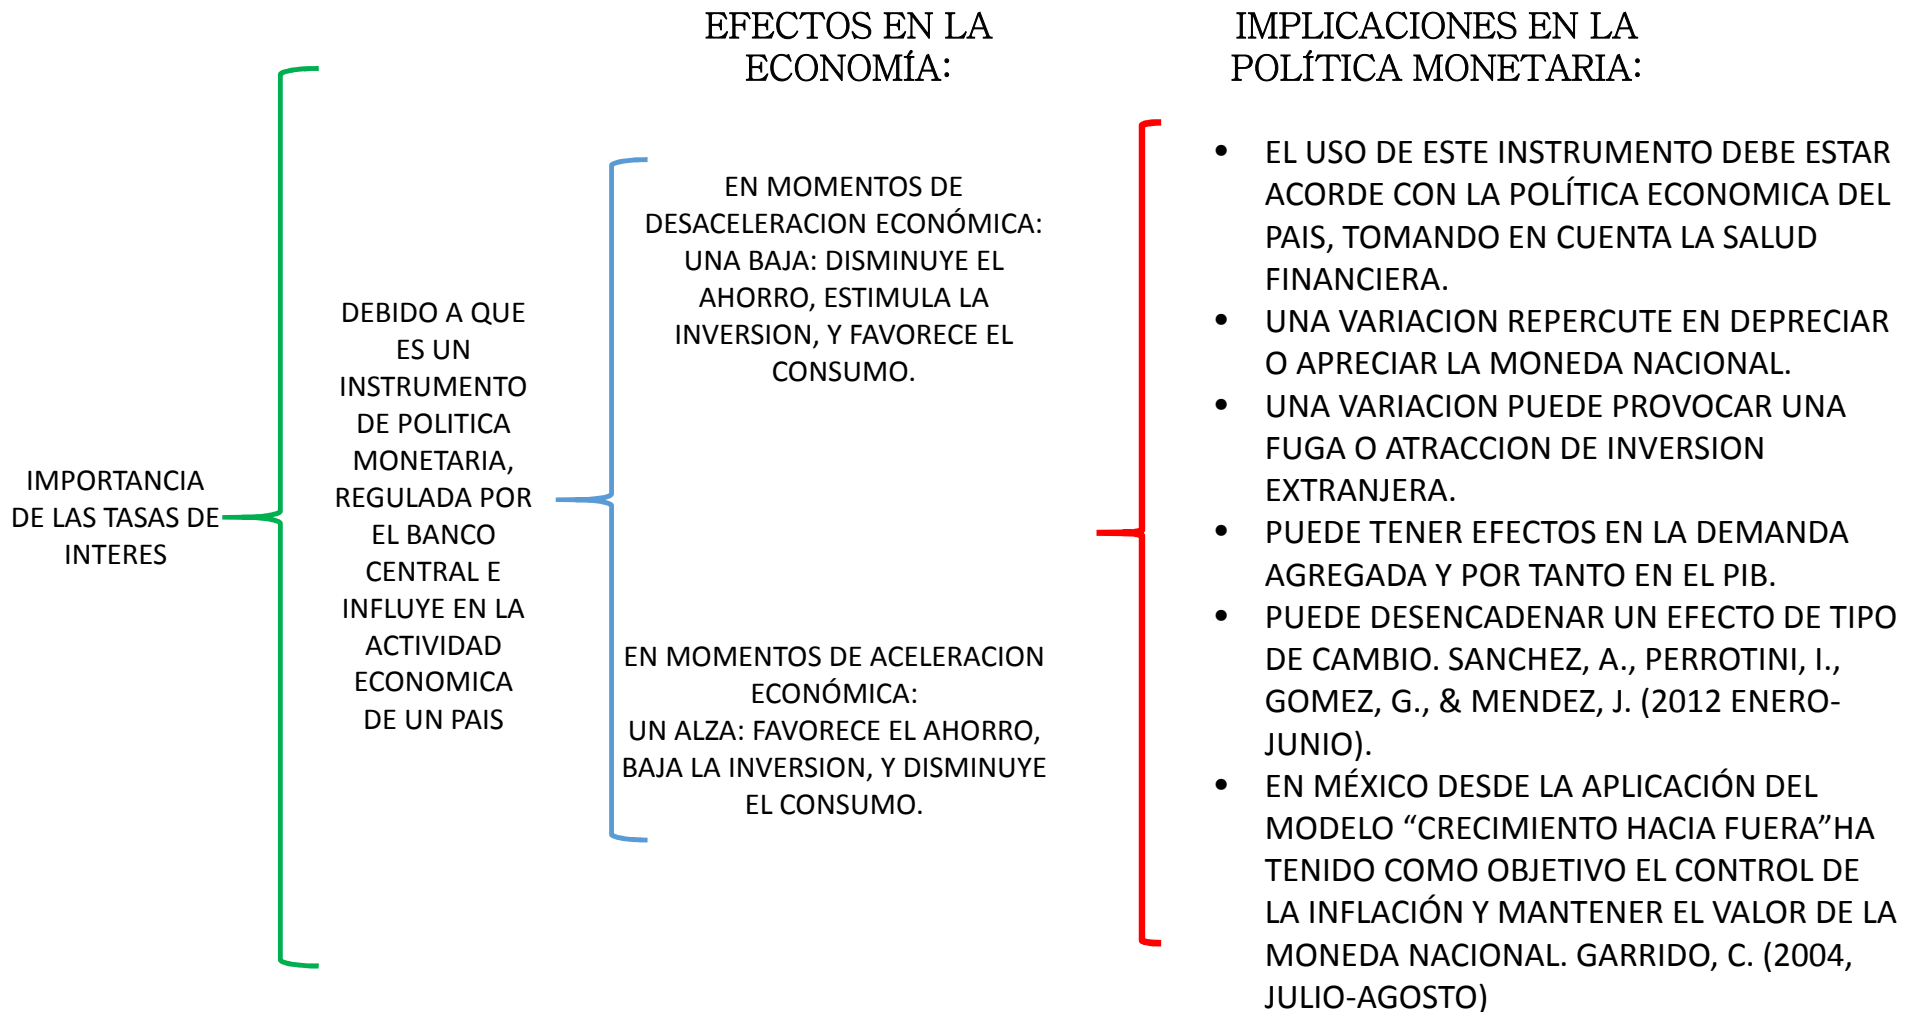 IMPORTANCIA
DE LAS TASAS DE
INTERES
DEBIDO A QUE
ES UN
INSTRUMENTO
DE POLITICA
MONETARIA,
REGULADA POR
EL BANCO
CENTRAL E
INFLUYE EN LA
ACTIVIDAD
ECONOMICA
DE UN PAIS
EFECTOS EN LA
ECONOMÍA:
EN MOMENTOS DE
DESACELERACION ECONÓMICA:
UNA BAJA: DISMINUYE EL
AHORRO, ESTIMULA LA
INVERSION, Y FAVORECE EL
CONSUMO.
EN MOMENTOS DE ACELERACION
ECONÓMICA:
UN ALZA: FAVORECE EL AHORRO,
BAJA LA INVERSION, Y DISMINUYE
EL CONSUMO.
IMPLICACIONES EN LA
POLÍTICA MONETARIA:
• EL USO DE ESTE INSTRUMENTO DEBE ESTAR
ACORDE CON LA POLÍTICA ECONOMICA DEL
PAIS, TOMANDO EN CUENTA LA SALUD
FINANCIERA.
• UNA VARIACION REPERCUTE EN DEPRECIAR
O APRECIAR LA MONEDA NACIONAL.
• UNA VARIACION PUEDE PROVOCAR UNA
FUGA O ATRACCION DE INVERSION
EXTRANJERA.
• PUEDE TENER EFECTOS EN LA DEMANDA
AGREGADA Y POR TANTO EN EL PIB.
• PUEDE DESENCADENAR UN EFECTO DE TIPO
DE CAMBIO. SANCHEZ, A., PERROTINI, I.,
GOMEZ, G., & MENDEZ, J. (2012 ENERO-
JUNIO).
• EN MÉXICO DESDE LA APLICACIÓN DEL
MODELO “CRECIMIENTO HACIA FUERA”HA
TENIDO COMO OBJETIVO EL CONTROL DE
LA INFLACIÓN Y MANTENER EL VALOR DE LA
MONEDA NACIONAL. GARRIDO, C. (2004,
JULIO-AGOSTO)